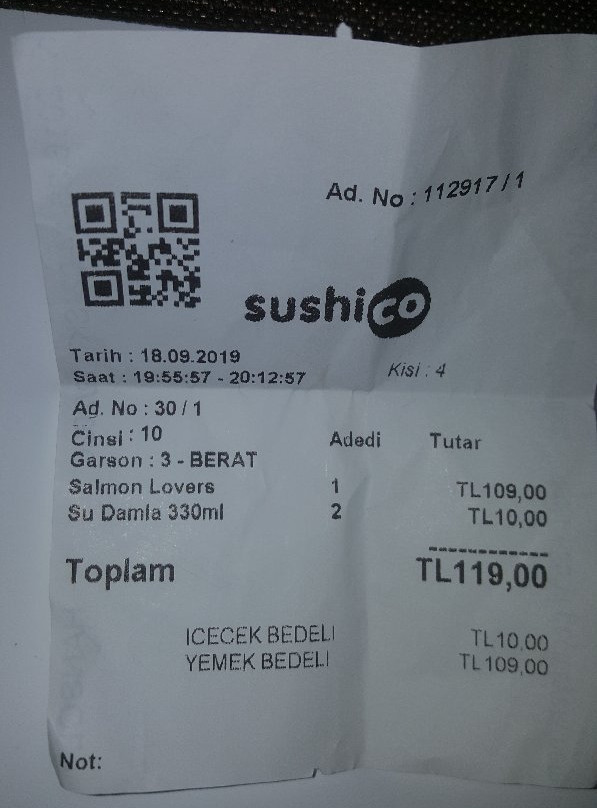 Ad. No : 112917 / 1
sushico
Tarih : 18.09.2019
Saat : 19:55:57 - 20:12:57 Kisi : 4
Ad. No : 30 / 1
Cinsi : 10 Adedi Tutar
Garson : 3 - BERAT
Salmon Lovers 1 TL109,00
Su Damla 330ml 2 TL10,00
Toplam TL119,00
ICECEK BEDELI TL10,00
YEMEK BEDELI TL109,00
Not: